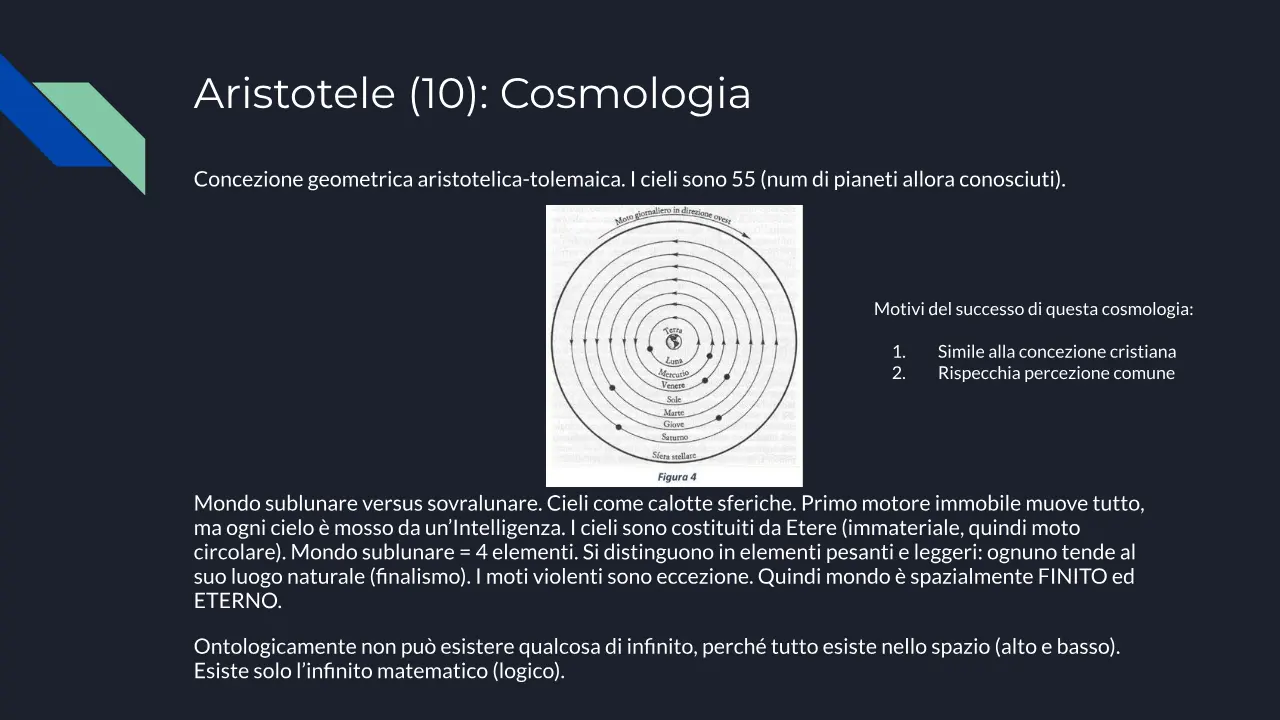 Aristotele (10): Cosmologia
Concezione geometrica aristotelica-tolemaica. I cieli sono 55 (num di pianeti allora conosciuti).
Moto giornaliero in direzione ovest
Terra
Luna
Mercurio
Venere
Sole
Marte
Giove
Saturno
Sfera stellare
Figura 4
Motivi del successo di questa cosmologia:
1. Simile alla concezione cristiana
2. Rispecchia percezione comune
Mondo sublunare versus sovralunare. Cieli come calotte sferiche. Primo motore immobile muove tutto,
ma ogni cielo è mosso da un’Intelligenza. I cieli sono costituiti da Etere (immateriale, quindi moto
circolare). Mondo sublunare = 4 elementi. Si distinguono in elementi pesanti e leggeri: ognuno tende al
suo luogo naturale (finalismo). I moti violenti sono eccezione. Quindi mondo è spazialmente FINITO ed
ETERNO.
Ontologicamente non può esistere qualcosa di infinito, perché tutto esiste nello spazio (alto e basso).
Esiste solo l’infinito matematico (logico).